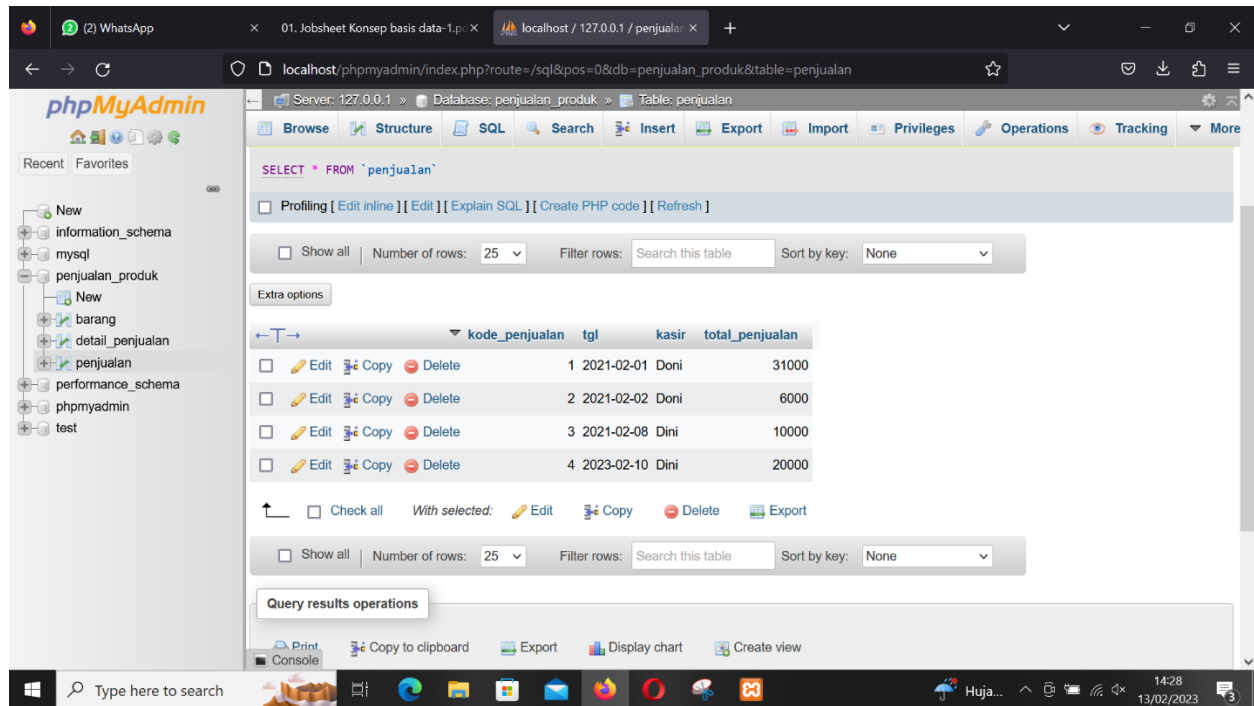 (2) WhatsApp
01. Jobsheet Konsep basis data-1.pd
localhost / 127.0.0.1 / penjualan
localhost/phpmyadmin/index.php?route=/sql&pos=0&db=penjualan_produk&table=penjualan
phpMyAdmin
Recent Favorites
New
information_schema
mysql
penjualan_produk
New
barang
detail_penjualan
penjualan
performance_schema
phpmyadmin
test
Server: 127.0.0.1 » Database: penjualan_produk » Table: penjualan
Browse Structure SQL Search Insert Export Import Privileges Operations Tracking More
SELECT * FROM `penjualan`
Profiling [ Edit inline ] [ Edit ] [ Explain SQL ] [ Create PHP code ] [ Refresh ]
Show all | Number of rows: 25 Filter rows: Search this table Sort by key: None
Extra options
←T→ kode_penjualan tgl kasir total_penjualan
Edit Copy Delete 1 2021-02-01 Doni 31000
Edit Copy Delete 2 2021-02-02 Doni 6000
Edit Copy Delete 3 2021-02-08 Dini 10000
Edit Copy Delete 4 2023-02-10 Dini 20000
Check all With selected: Edit Copy Delete Export
Show all | Number of rows: 25 Filter rows: Search this table Sort by key: None
Query results operations
Print Copy to clipboard Export Display chart Create view
Console
Type here to search
Huja...
14:28
13/02/2023
3